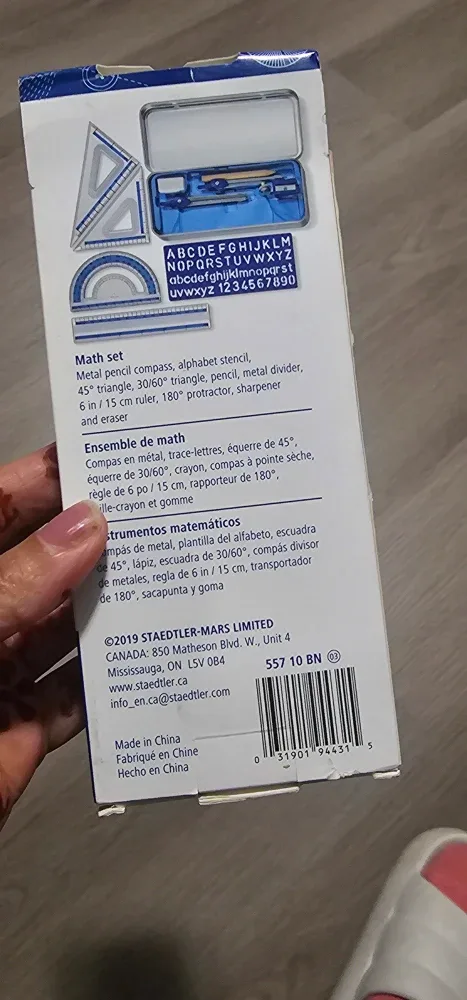 ABCDEFGHIJKLM
NOPQRSTUVWXYZ
abcdefghijklmnopqrst
uvwxyz 1234567890
Math set
Metal pencil compass, alphabet stencil,
45° triangle, 30/60° triangle, pencil, metal divider,
6 in / 15 cm ruler, 180° protractor, sharpener
and eraser
Ensemble de math
Compas en métal, trace-lettres, équerre de 45°,
équerre de 30/60°, crayon, compas à pointe sèche,
règle de 6 po / 15 cm, rapporteur de 180°,
ille-crayon et gomme
strumentos matemáticos
ampás de metal, plantilla del alfabeto, escuadra
de 45°, lápiz, escuadra de 30/60°, compás divisor
de metales, regla de 6 in / 15 cm, transportador
de 180°, sacapunta y goma
©2019 STAEDTLER-MARS LIMITED
CANADA: 850 Matheson Blvd. W., Unit 4
Mississauga, ON L5V 0B4
www.staedtler.ca
info_en.ca@staedtler.com
557 10 BN 03
Made in China
Fabriqué en Chine
Hecho en China
0 31901 94431 5